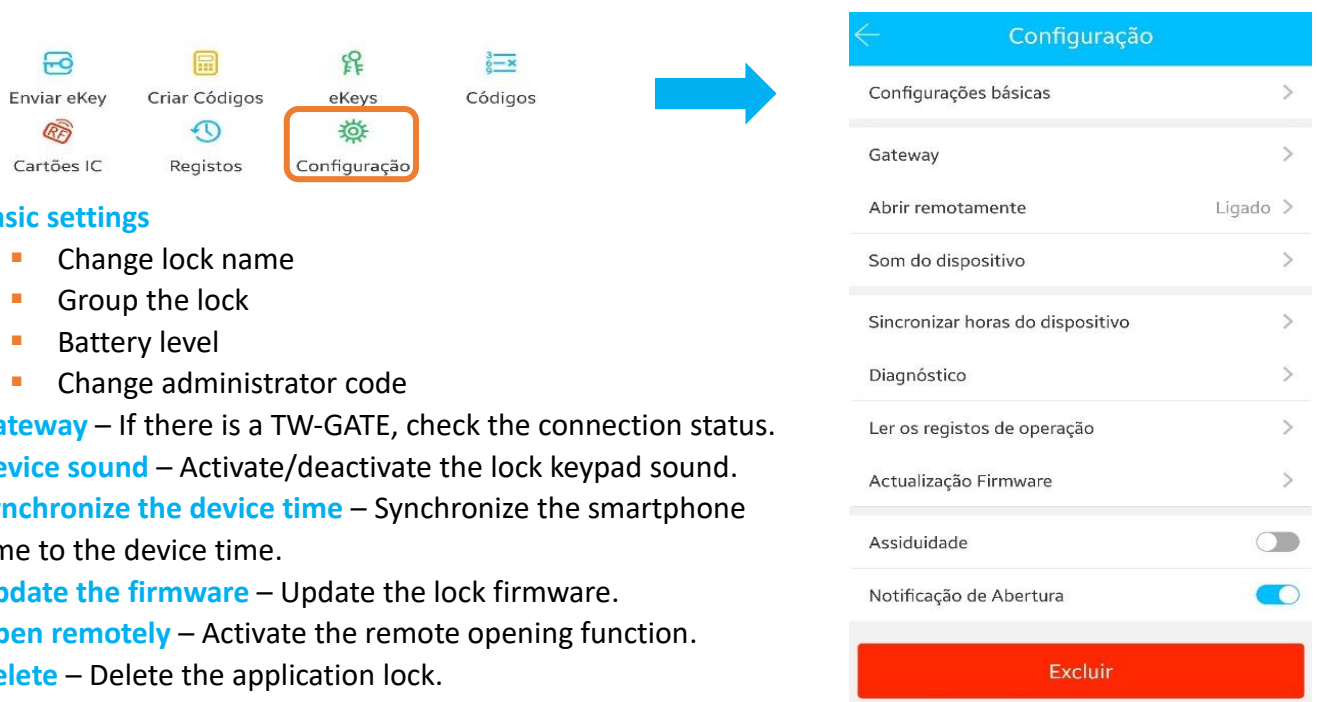 Enviar eKey Criar Códigos eKeys Códigos
RF
Cartões IC Registos Configuração
asic settings
▪ Change lock name
▪ Group the lock
▪ Battery level
▪ Change administrator code
ateway – If there is a TW-GATE, check the connection status.
evice sound – Activate/deactivate the lock keypad sound.
nchronize the device time – Synchronize the smartphone
me to the device time.
pdate the firmware – Update the lock firmware.
pen remotely – Activate the remote opening function.
elete – Delete the application lock.
Configuração
Configurações básicas
Gateway
Abrir remotamente Ligado
Som do dispositivo
Sincronizar horas do dispositivo
Diagnóstico
Ler os registos de operação
Actualização Firmware
Assiduidade
Notificação de Abertura
Excluir